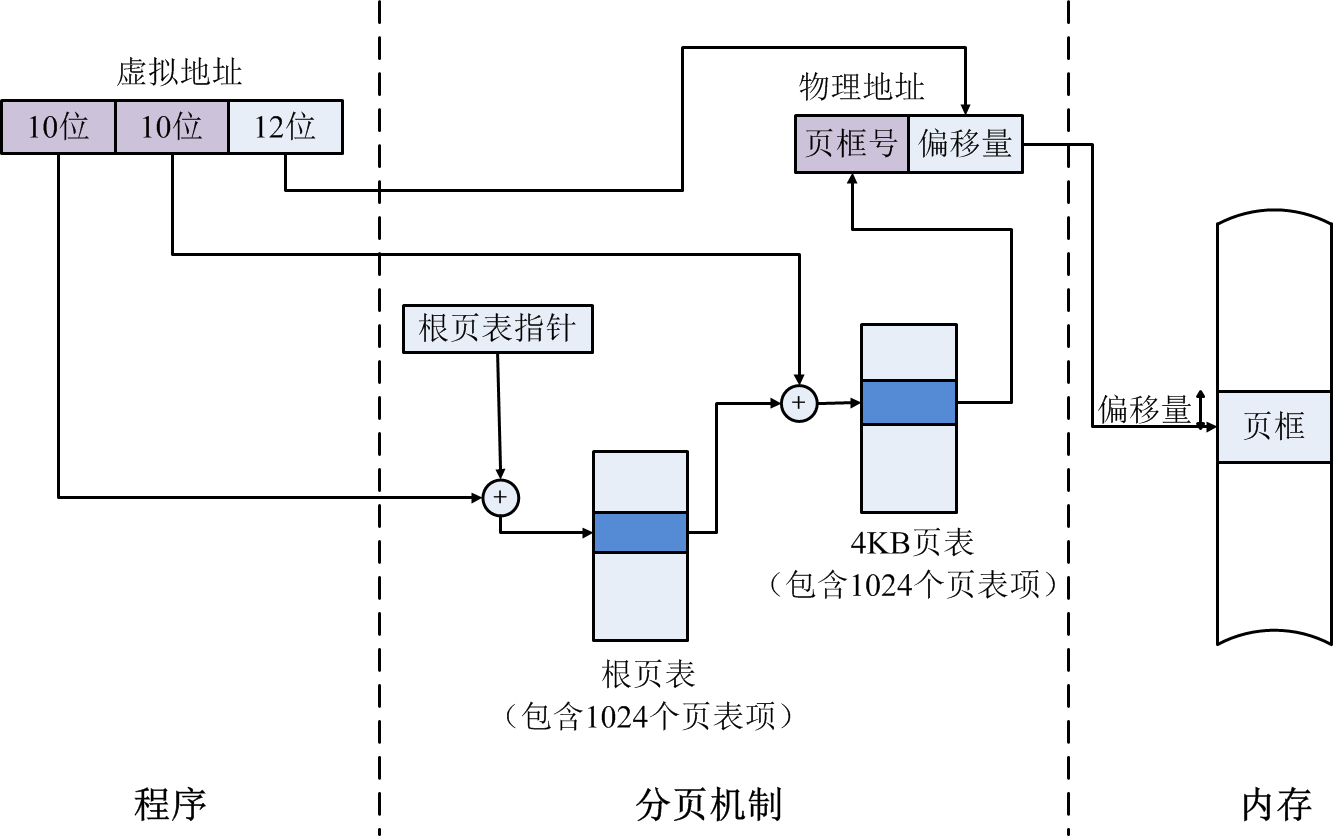 虚拟地址
10位
10位
12位
物理地址
页框号
偏移量
根页表指针
+
+
偏移量
页框
4KB页表
（包含1024个页表项）
根页表
（包含1024个页表项）
程序
分页机制
内存